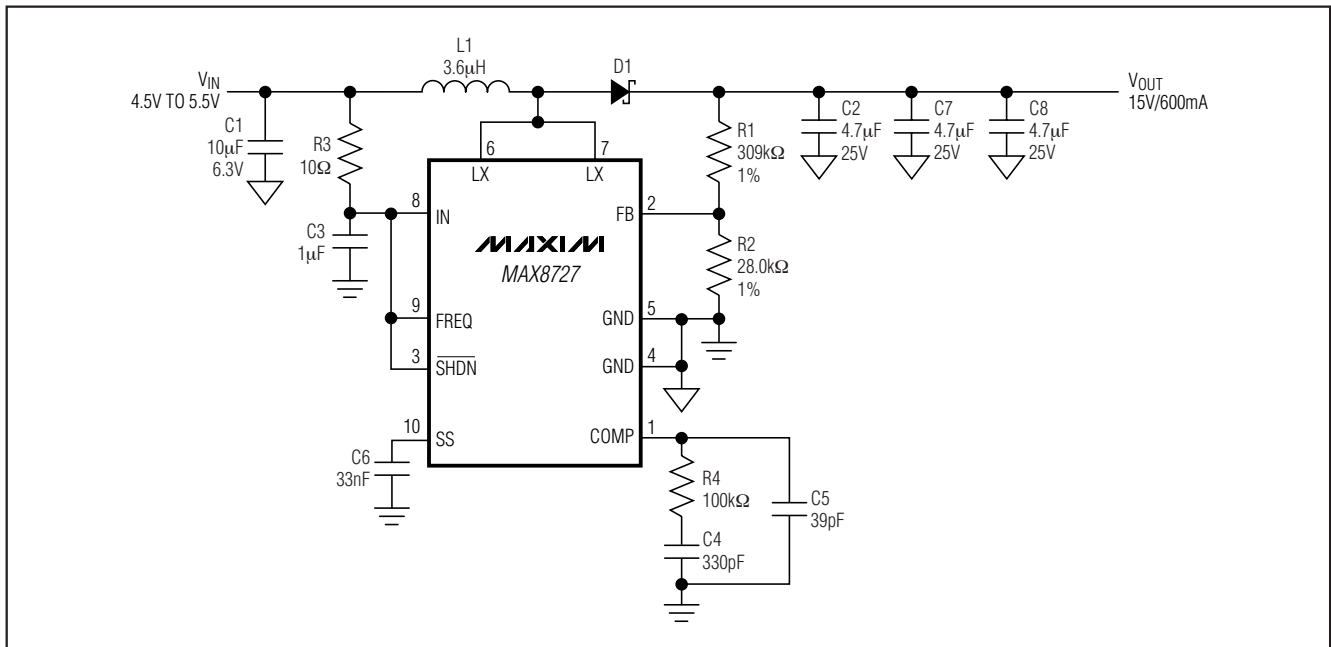 L1
3.6µH
D1
VIN
4.5V TO 5.5V
VOUT
15V/600mA
C1
10µF
6.3V
R3
10Ω
6
7
LX
LX
R1
309kΩ
1%
C2
4.7µF
25V
C7
4.7µF
25V
C8
4.7µF
25V
8
IN
FB
2
C3
1µF
MAXIM
MAX8727
R2
28.0kΩ
1%
9
FREQ
GND
5
3
SHDN
GND
4
10
SS
COMP
1
C6
33nF
R4
100kΩ
C5
39pF
C4
330pF